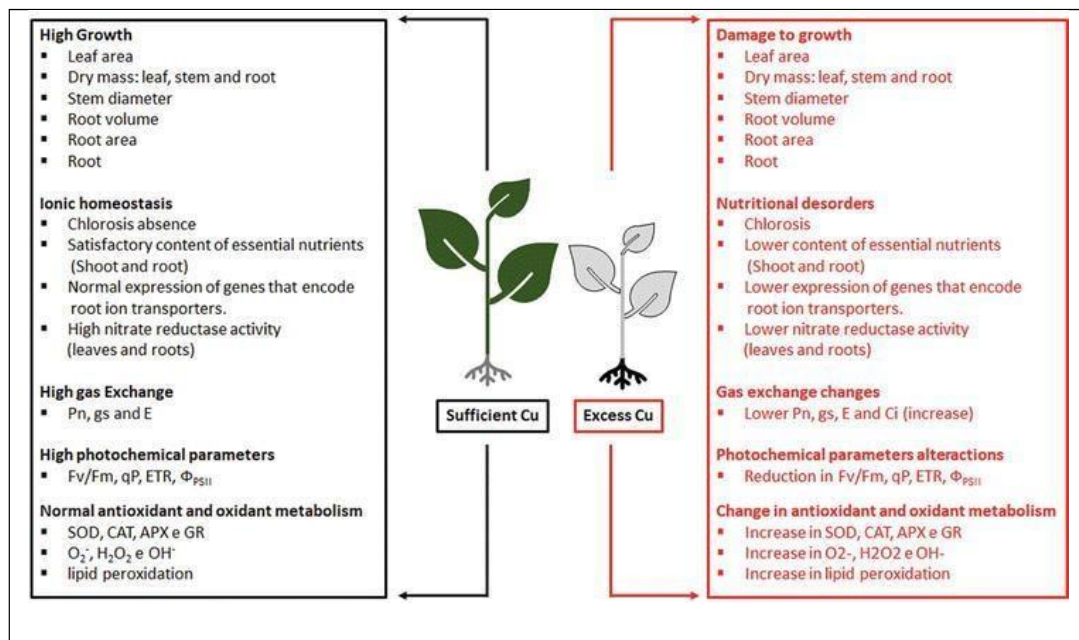 High Growth
▪ Leaf area
▪ Dry mass: leaf, stem and root
▪ Stem diameter
▪ Root volume
▪ Root area
▪ Root
Ionic homeostasis
▪ Chlorosis absence
▪ Satisfactory content of essential nutrients
(Shoot and root)
▪ Normal expression of genes that encode
root ion transporters.
▪ High nitrate reductase activity
(leaves and roots)
High gas Exchange
▪ Pn, gs and E
High photochemical parameters
▪ Fv/Fm, qP, ETR, ΦPSII
Normal antioxidant and oxidant metabolism
▪ SOD, CAT, APX e GR
▪ O₂⁻, H₂O₂ e OH⁻
▪ lipid peroxidation
Sufficient Cu
Excess Cu
Damage to growth
▪ Leaf area
▪ Dry mass: leaf, stem and root
▪ Stem diameter
▪ Root volume
▪ Root area
▪ Root
Nutritional desorders
▪ Chlorosis
▪ Lower content of essential nutrients
(Shoot and root)
▪ Lower expression of genes that encode
root ion transporters.
▪ Lower nitrate reductase activity
(leaves and roots)
Gas exchange changes
▪ Lower Pn, gs, E and Ci (increase)
Photochemical parameters alterations
▪ Reduction in Fv/Fm, qP, ETR, ΦPSII
Change in antioxidant and oxidant metabolism
▪ Increase in SOD, CAT, APX e GR
▪ Increase in O2-, H2O2 e OH-
▪ Increase in lipid peroxidation